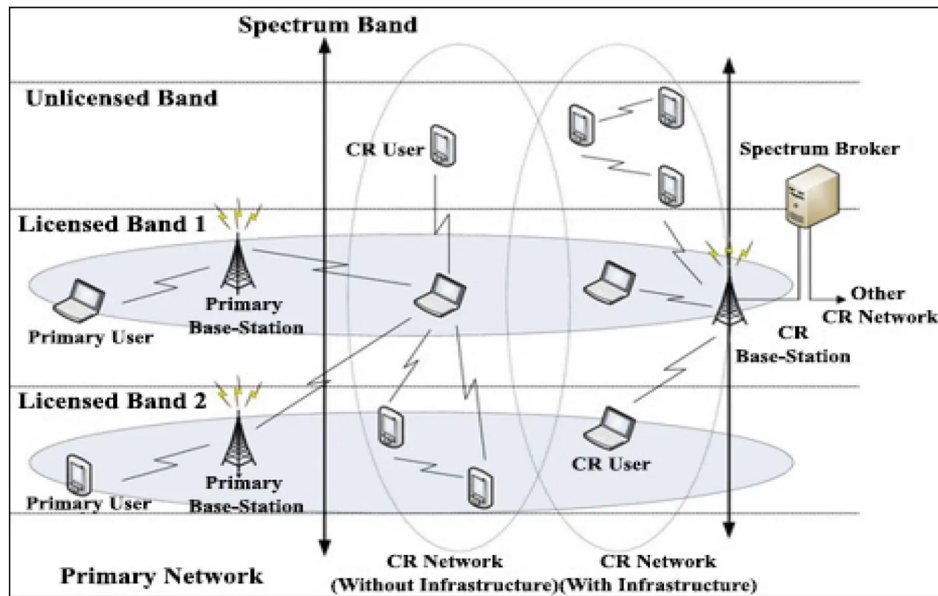 Spectrum Band
Unlicensed Band
CR User
Spectrum Broker
Licensed Band 1
Primary User
Primary
Base-Station
Other
CR Network
CR
Base-Station
Licensed Band 2
CR User
Primary User
Primary
Base-Station
Primary Network
CR Network
(Without Infrastructure)
CR Network
(With Infrastructure)